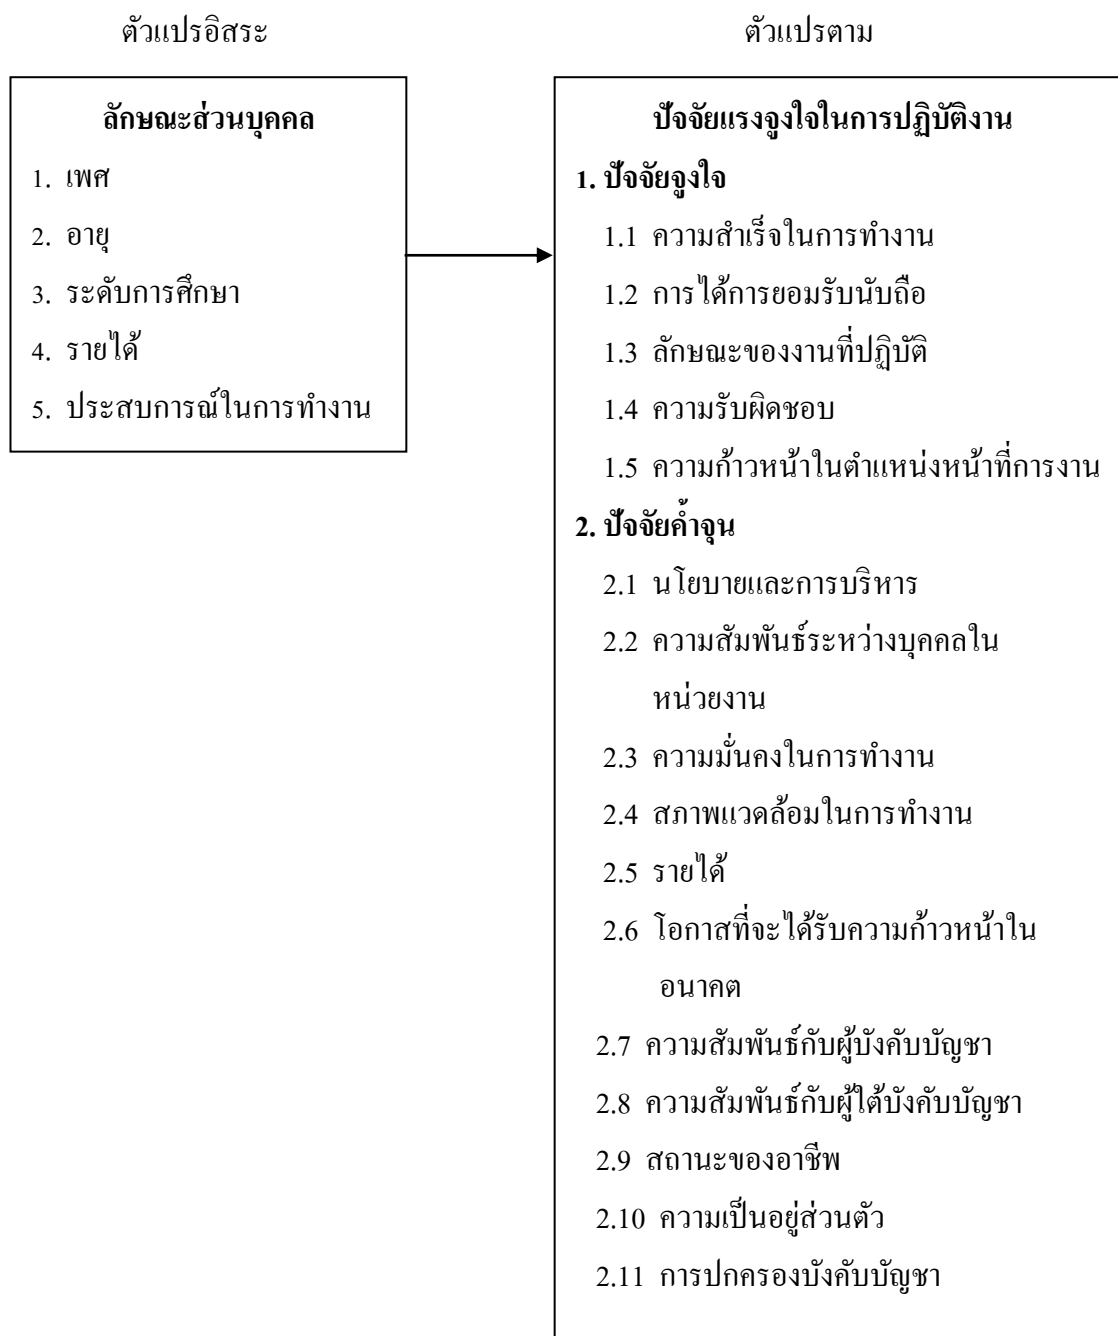 ตัวแปรอิสระ
ตัวแปรตาม
ลักษณะส่วนบุคคล
1. เพศ
2. อายุ
3. ระดับการศึกษา
4. รายได้
5. ประสบการณ์ในการทำงาน
ปัจจัยแรงจูงใจในการปฏิบัติงาน
1. ปัจจัยจูงใจ
1.1 ความสำเร็จในการทำงาน
1.2 การได้การยอมรับนับถือ
1.3 ลักษณะของงานที่ปฏิบัติ
1.4 ความรับผิดชอบ
1.5 ความก้าวหน้าในตำแหน่งหน้าที่การงาน
2. ปัจจัยค้ำจุน
2.1 นโยบายและการบริหาร
2.2 ความสัมพันธ์ระหว่างบุคคลใน
หน่วยงาน
2.3 ความมั่นคงในการทำงาน
2.4 สภาพแวดล้อมในการทำงาน
2.5 รายได้
2.6 โอกาสที่จะได้รับความก้าวหน้าใน
อนาคต
2.7 ความสัมพันธ์กับผู้บังคับบัญชา
2.8 ความสัมพันธ์กับผู้ใต้บังคับบัญชา
2.9 สถานะของอาชีพ
2.10 ความเป็นอยู่ส่วนตัว
2.11 การปกครองบังคับบัญชา